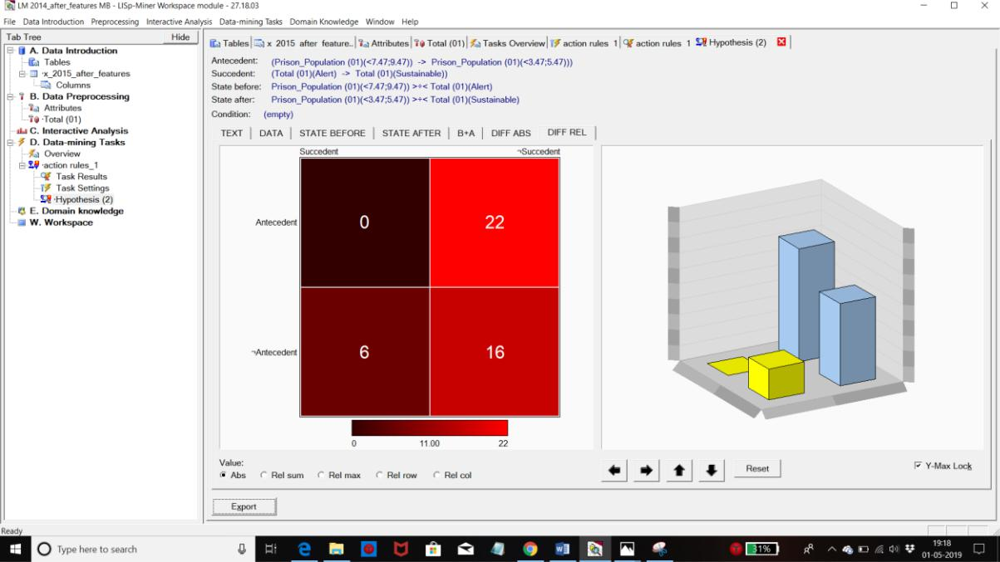 LM 2014_after_features MB - LISp-Miner Workspace module - 27.18.03
File Data Introduction Preprocessing Interactive Analysis Data-mining Tasks Domain Knowledge Window Help
Tab Tree Hide
A. Data Introduction
Tables
·x_2015_after_features
Columns
B. Data Preprocessing
Attributes
·Total (01)
C. Interactive Analysis
D. Data-mining Tasks
Overview
·action rules_1
Task Results
Task Settings
·Hypothesis (2)
E. Domain knowledge
W. Workspace
Tables x 2015 after feature.. Attributes Total (01) Tasks Overview action rules 1 action rules 1 Hypothesis (2)
Antecedent: (Prison_Population (01)(<7.47;9.47)) -> Prison_Population (01)(<3.47;5.47)))
Succedent: (Total (01)(Alert) -> Total (01)(Sustainable))
State before: Prison_Population (01)(<7.47;9.47)) >÷< Total (01)(Alert)
State after: Prison_Population (01)(<3.47;5.47)) >÷< Total (01)(Sustainable)
Condition: (empty)
TEXT DATA STATE BEFORE STATE AFTER B+A DIFF ABS DIFF REL
Succedent ¬Succedent
Antecedent 0 22
¬Antecedent 6 16
0 11.00 22
Value:
Abs Rel sum Rel max Rel row Rel col
Reset
Y-Max Lock
Export
Ready
Type here to search
31%
19:18
01-05-2019